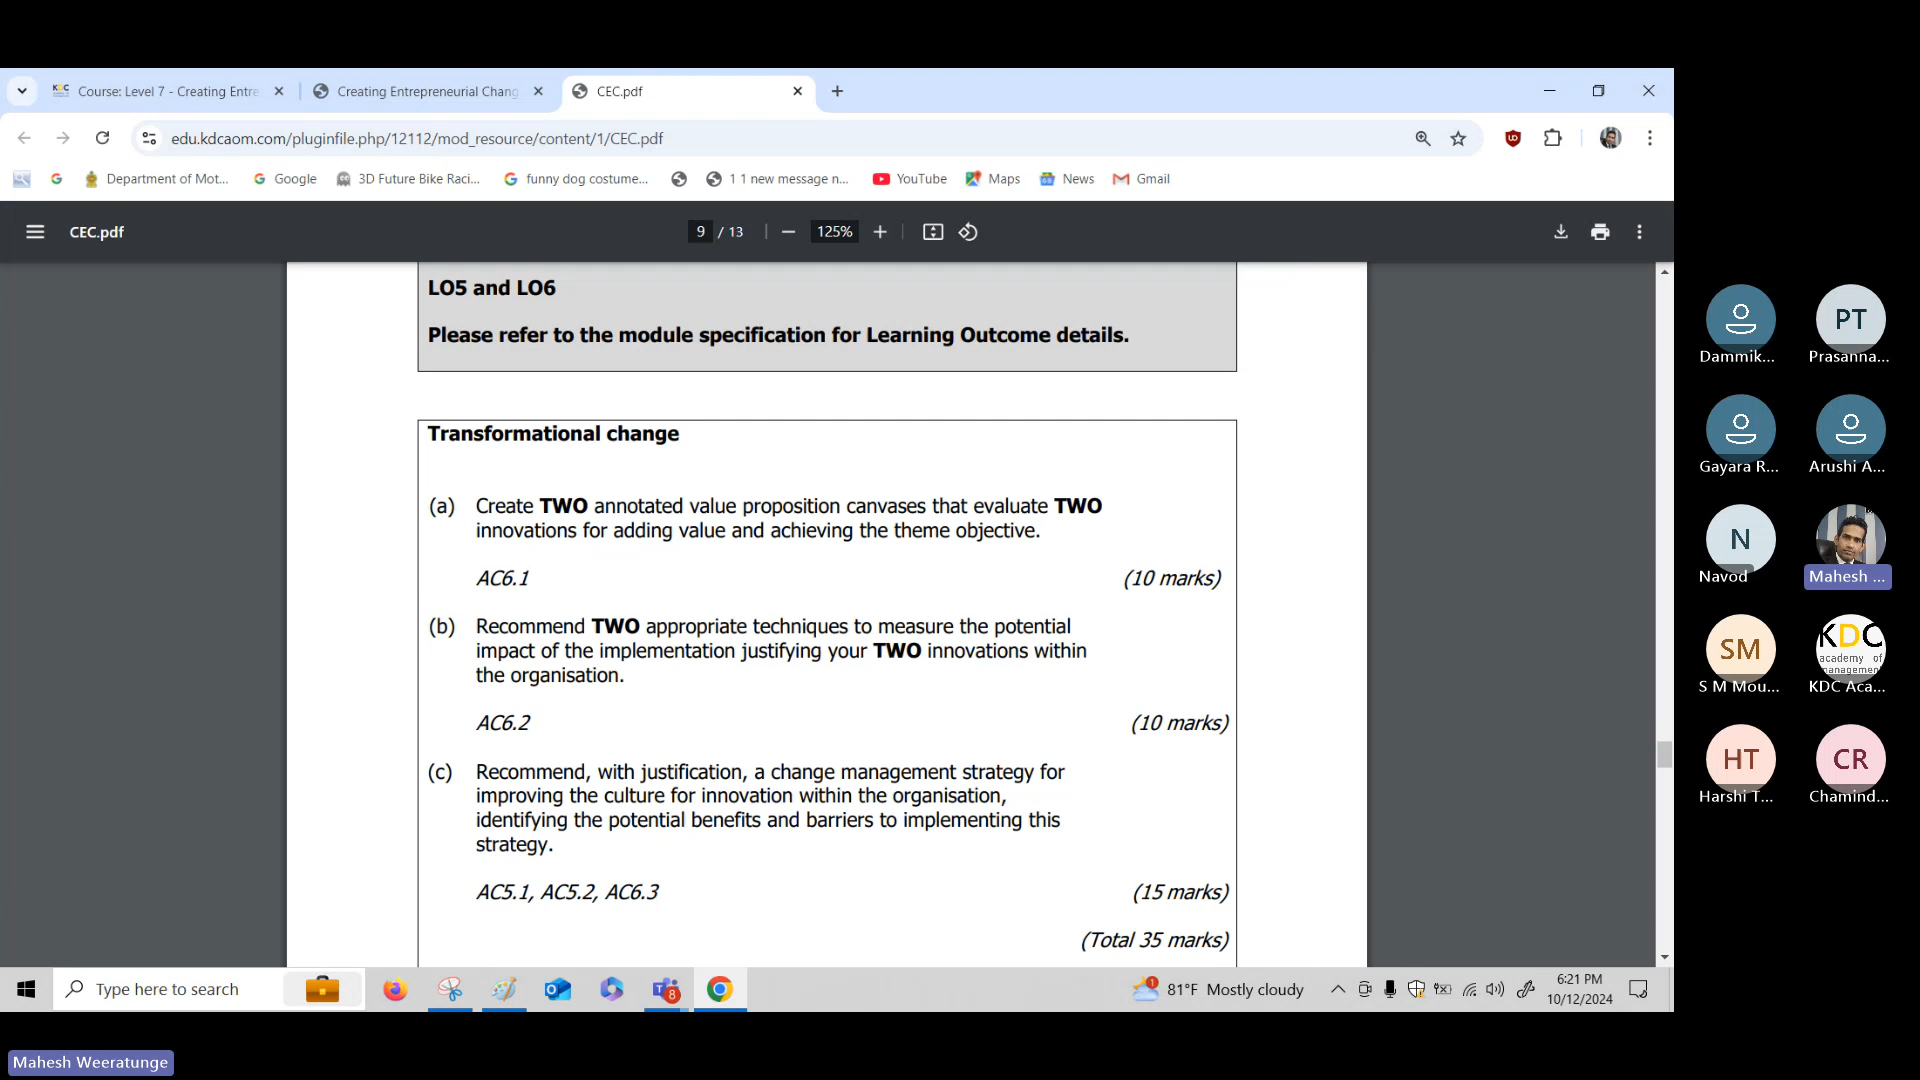 Course: Level 7 - Creating Entre
Creating Entrepreneurial Chang
CEC.pdf
edu.kdcaom.com/pluginfile.php/12112/mod_resource/content/1/CEC.pdf
Department of Mot...
Google
3D Future Bike Raci...
funny dog costume...
1 1 new message n...
YouTube
Maps
News
Gmail
CEC.pdf
9 / 13
125%
LO5 and LO6
Please refer to the module specification for Learning Outcome details.
Transformational change
(a) Create TWO annotated value proposition canvases that evaluate TWO
innovations for adding value and achieving the theme objective.
AC6.1 (10 marks)
(b) Recommend TWO appropriate techniques to measure the potential
impact of the implementation justifying your TWO innovations within
the organisation.
AC6.2 (10 marks)
(c) Recommend, with justification, a change management strategy for
improving the culture for innovation within the organisation,
identifying the potential benefits and barriers to implementing this
strategy.
AC5.1, AC5.2, AC6.3 (15 marks)
(Total 35 marks)
PT
Dammik...
Prasanna...
Gayara R...
Arushi A...
N
Navod
Mahesh ...
SM
KDC
academy of
management
S M Mou...
KDC Aca...
HT
CR
Harshi T...
Chamind...
Type here to search
8
1
81°F Mostly cloudy
6:21 PM
10/12/2024
Mahesh Weeratunge